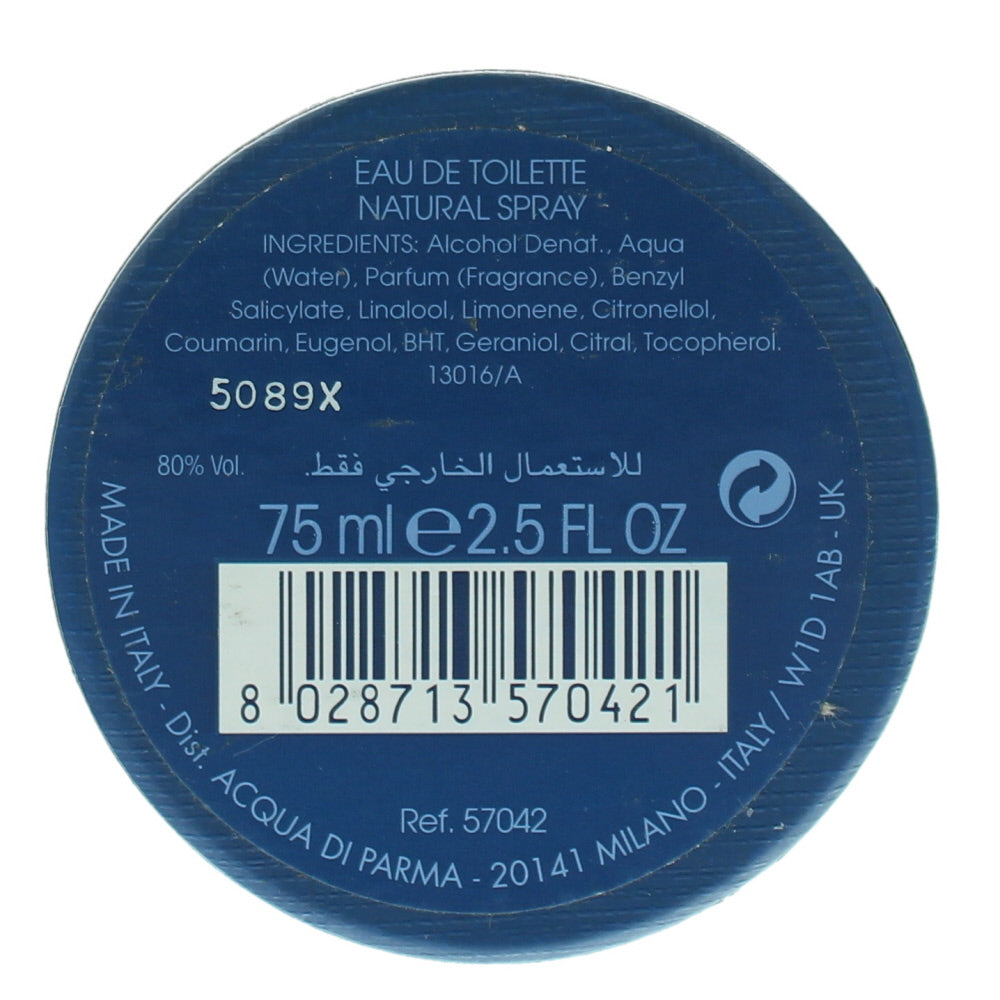 EAU DE TOILETTE
NATURAL SPRAY
INGREDIENTS: Alcohol Denat., Aqua
(Water), Parfum (Fragrance), Benzyl
Salicylate, Linalool, Limonene, Citronellol,
Coumarin, Eugenol, BHT, Geraniol, Citral, Tocopherol.
13016/A
5089X
80% Vol.
للاستعمال الخارجي فقط.
75 ml e 2.5 FL OZ
8 028713 570421
Ref. 57042
MADE IN ITALY - Dist. ACQUA DI PARMA - 20141 MILANO - ITALY / W1D 1AB - UK